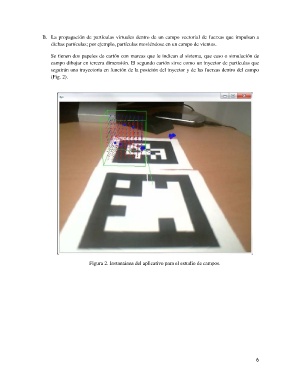 B. La propagación de partículas virtuales dentro de un campo vectorial de fuerzas que impulsan a
dichas partículas; por ejemplo, partículas moviéndose en un campo de vientos.
Se tienen dos papeles de cartón con marcas que le indican al sistema, que caso o simulación de
campo dibujar en tercera dimensión. El segundo cartón sirve como un inyector de partículas que
seguirán una trayectoria en función de la posición del inyector y de las fuerzas dentro del campo
(Fig. 2).
Figura 2. Instantánea del aplicativo para el estudio de campos.
6